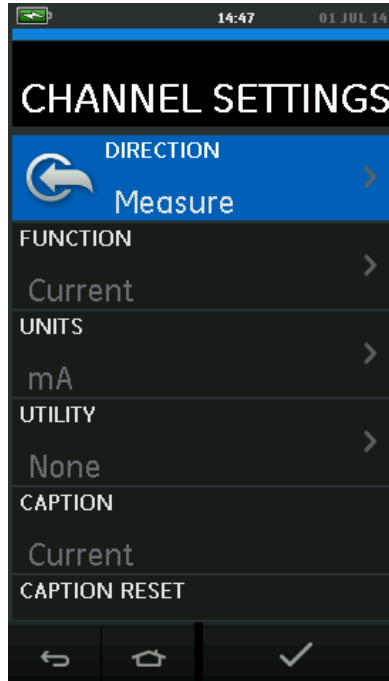 14:47 01 JUL 14
CHANNEL SETTINGS
DIRECTION
Measure
FUNCTION
Current
UNITS
mA
UTILITY
None
CAPTION
Current
CAPTION RESET